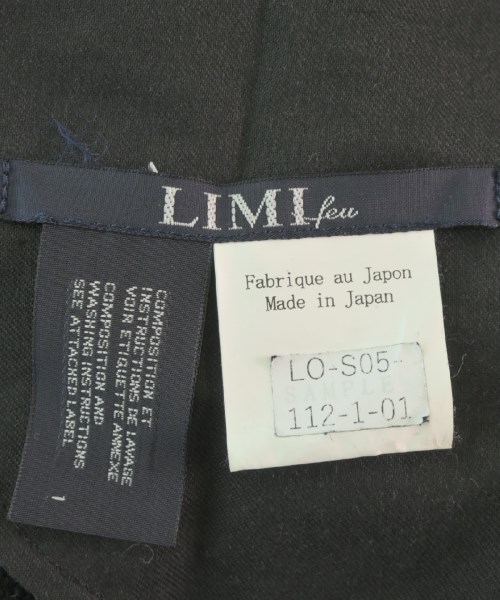 LIMI feu
Fabrique au Japon
Made in Japan
LO-S05-
SAMPLE
112-1-01
COMPOSITION ET
INSTRUCTIONS DE LAVAGE
VOIR ETIQUETTE ANNEXE
COMPOSITION AND
WASHING INSTRUCTIONS
SEE ATTACHED LABEL
1